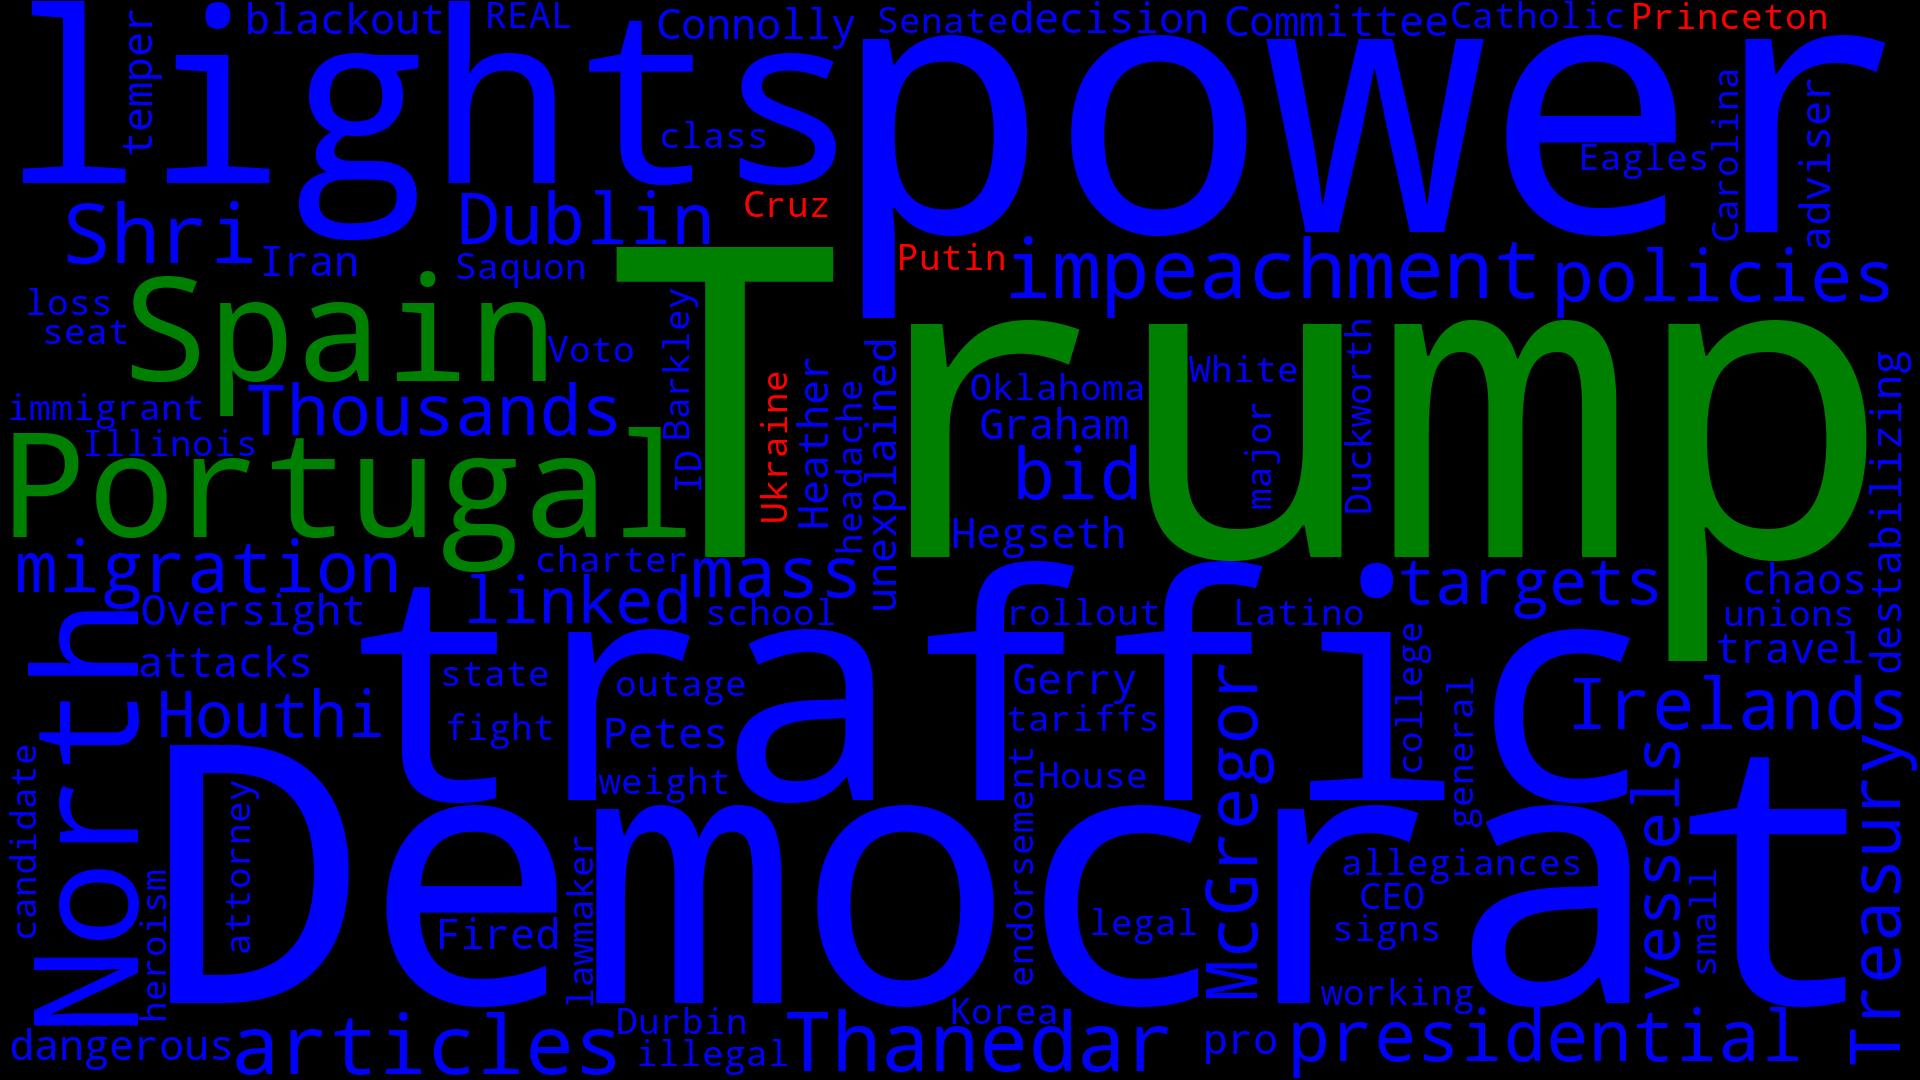 blackout
REAL
Connolly
Senate
decision
Committee
Catholic
Princeton
temper
lights
power
class
Eagles
Carolina
adviser
Shri
Iran
Dublin
Saquon
Cruz
Putin
impeachment
policies
loss
seat
Spain
Voto
Barkley
Trump
immigrant
Thousands
Illinois
Portugal
ID
Ukraine
Heather
headache
unexplained
Oklahoma
Graham
bid
Hegseth
White
major
Duckworth
destabilizing
migration
charter
mass
linked
school
Oversight
attacks
Houthi
North
traffic
rollout
Latino
targets
chaos
unions
travel
state
fight
outage
Petes
weight
Gerry
tariffs
House
McGregor
college
general
Irelands
vessels
Treasury
candidate
heroism
attorney
Democrat
Fired
lawmaker
endorsement
legal
allegiances
CEO
signs
small
working
dangerous
articles
Durbin
illegal
Thanedar
Korea
pro
presidential